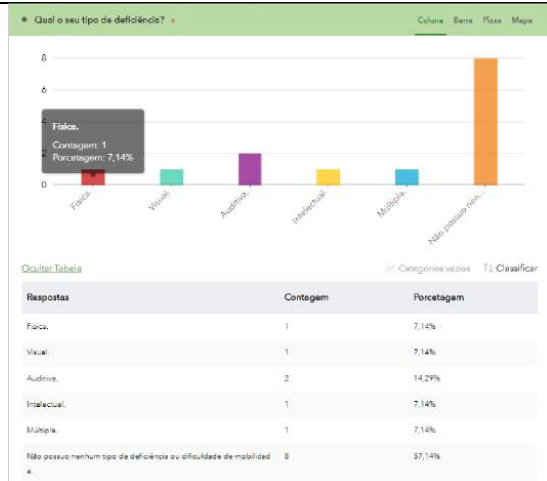 Qual o seu tipo de deficiência? *
Coluna Barra Pizza Mapa
8
6
4
2
0
Física.
Contagem: 1
Porcetagem: 7,14%
Física.
Visual.
Auditiva.
Intelectual.
Múltipla.
Não possuo nen...
Ocultar Tabela
Categorias vazias Classificar
Respostas Contagem Porcetagem
Física. 1 7,14%
Visual. 1 7,14%
Auditiva. 2 14,29%
Intelectual. 1 7,14%
Múltipla. 1 7,14%
Não possuo nenhum tipo de deficiência ou dificuldade de mobilidad 8 57,14%
e.